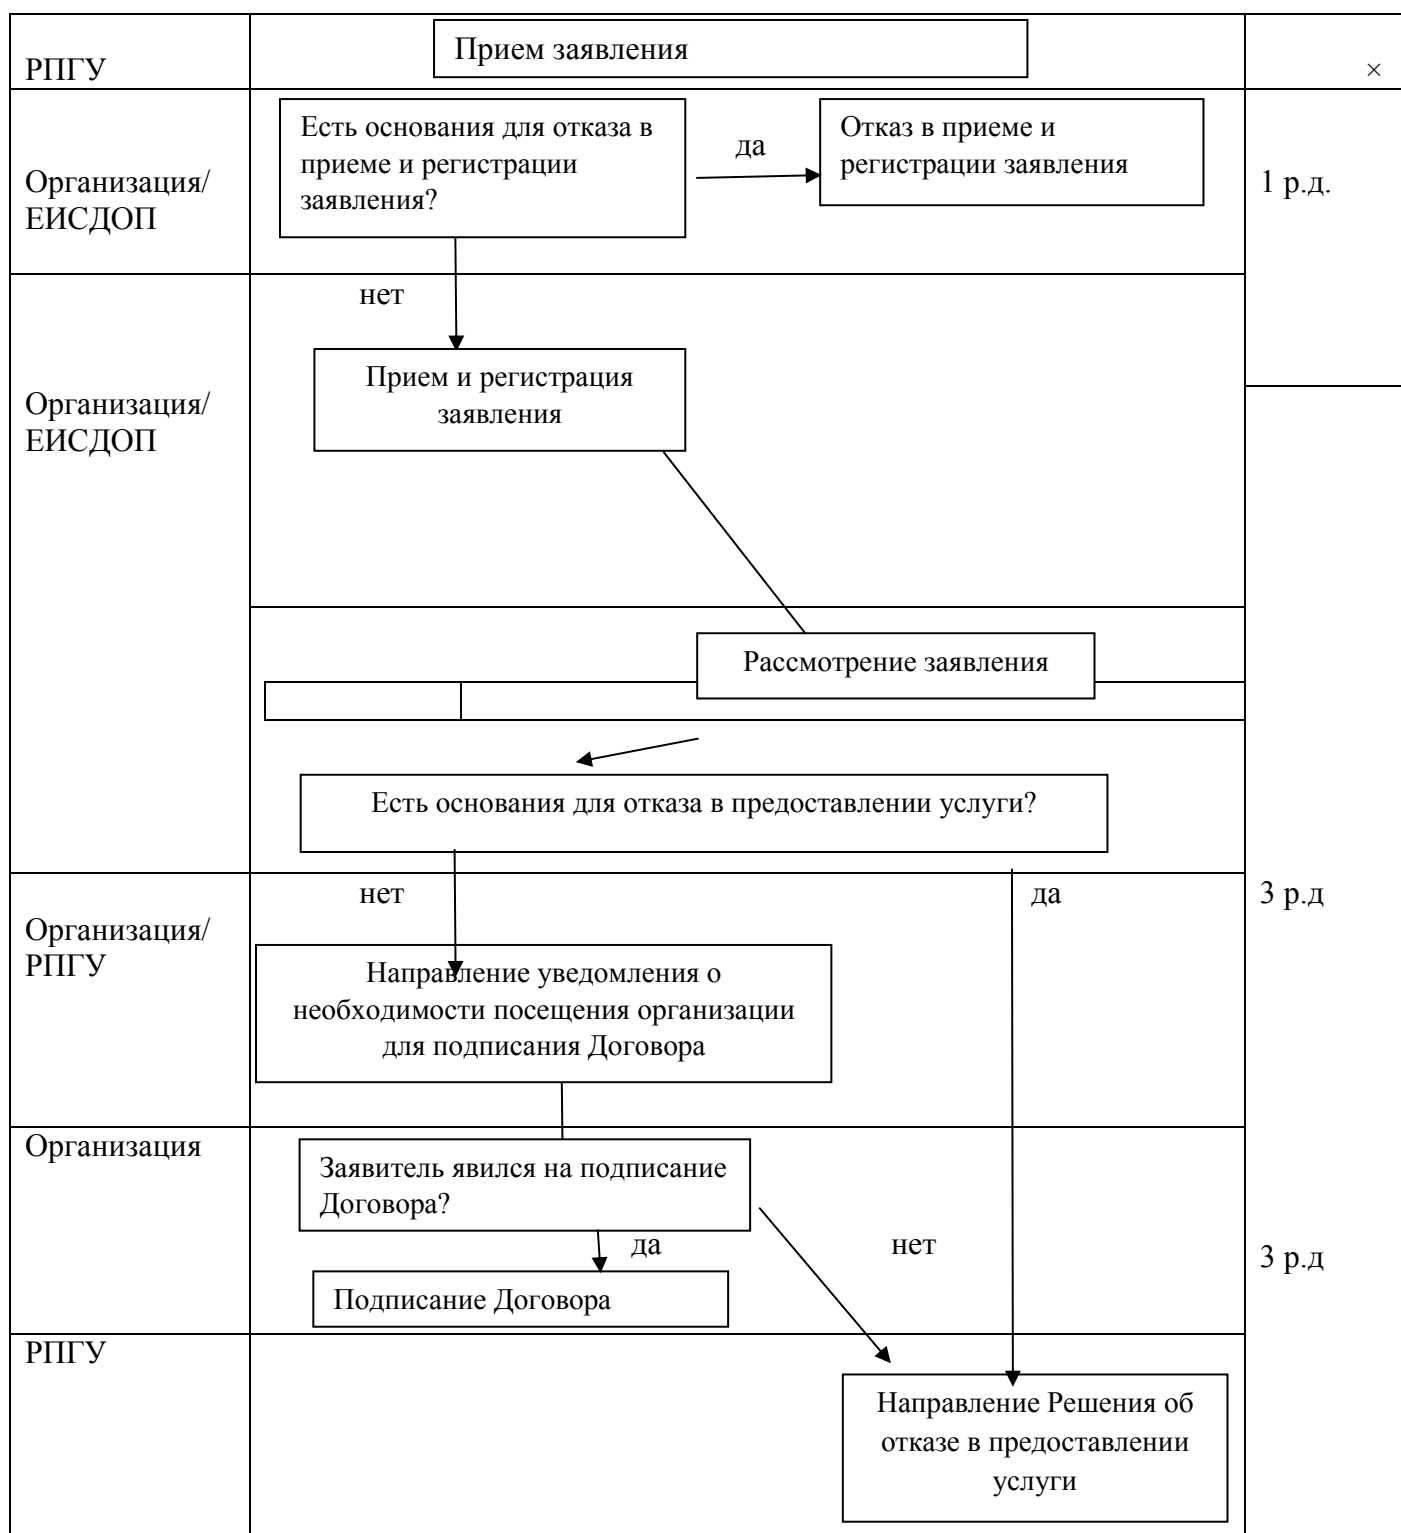 Прием заявления
РПГУ
×
Есть основания для отказа в
приеме и регистрации
заявления?
да
Отказ в приеме и
регистрации заявления
Организация/
ЕИСДОП
1 р.д.
нет
Прием и регистрация
заявления
Организация/
ЕИСДОП
Рассмотрение заявления
Есть основания для отказа в предоставлении услуги?
нет
да
3 р.д
Организация/
РПГУ
Направление уведомления о
необходимости посещения организации
для подписания Договора
Организация
Заявитель явился на подписание
Договора?
да
нет
3 р.д
Подписание Договора
РПГУ
Направление Решения об
отказе в предоставлении
услуги